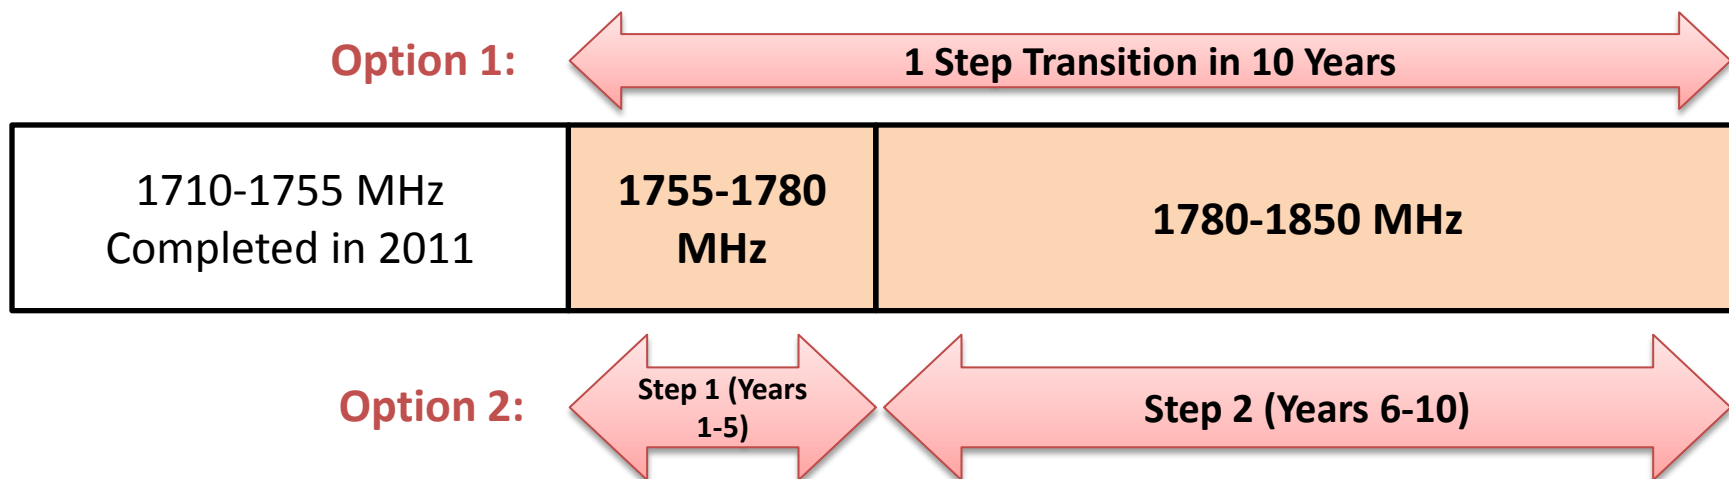 Option 1:
1 Step Transition in 10 Years
1710-1755 MHz
Completed in 2011
1755-1780
MHz
1780-1850 MHz
Option 2:
Step 1 (Years
1-5)
Step 2 (Years 6-10)